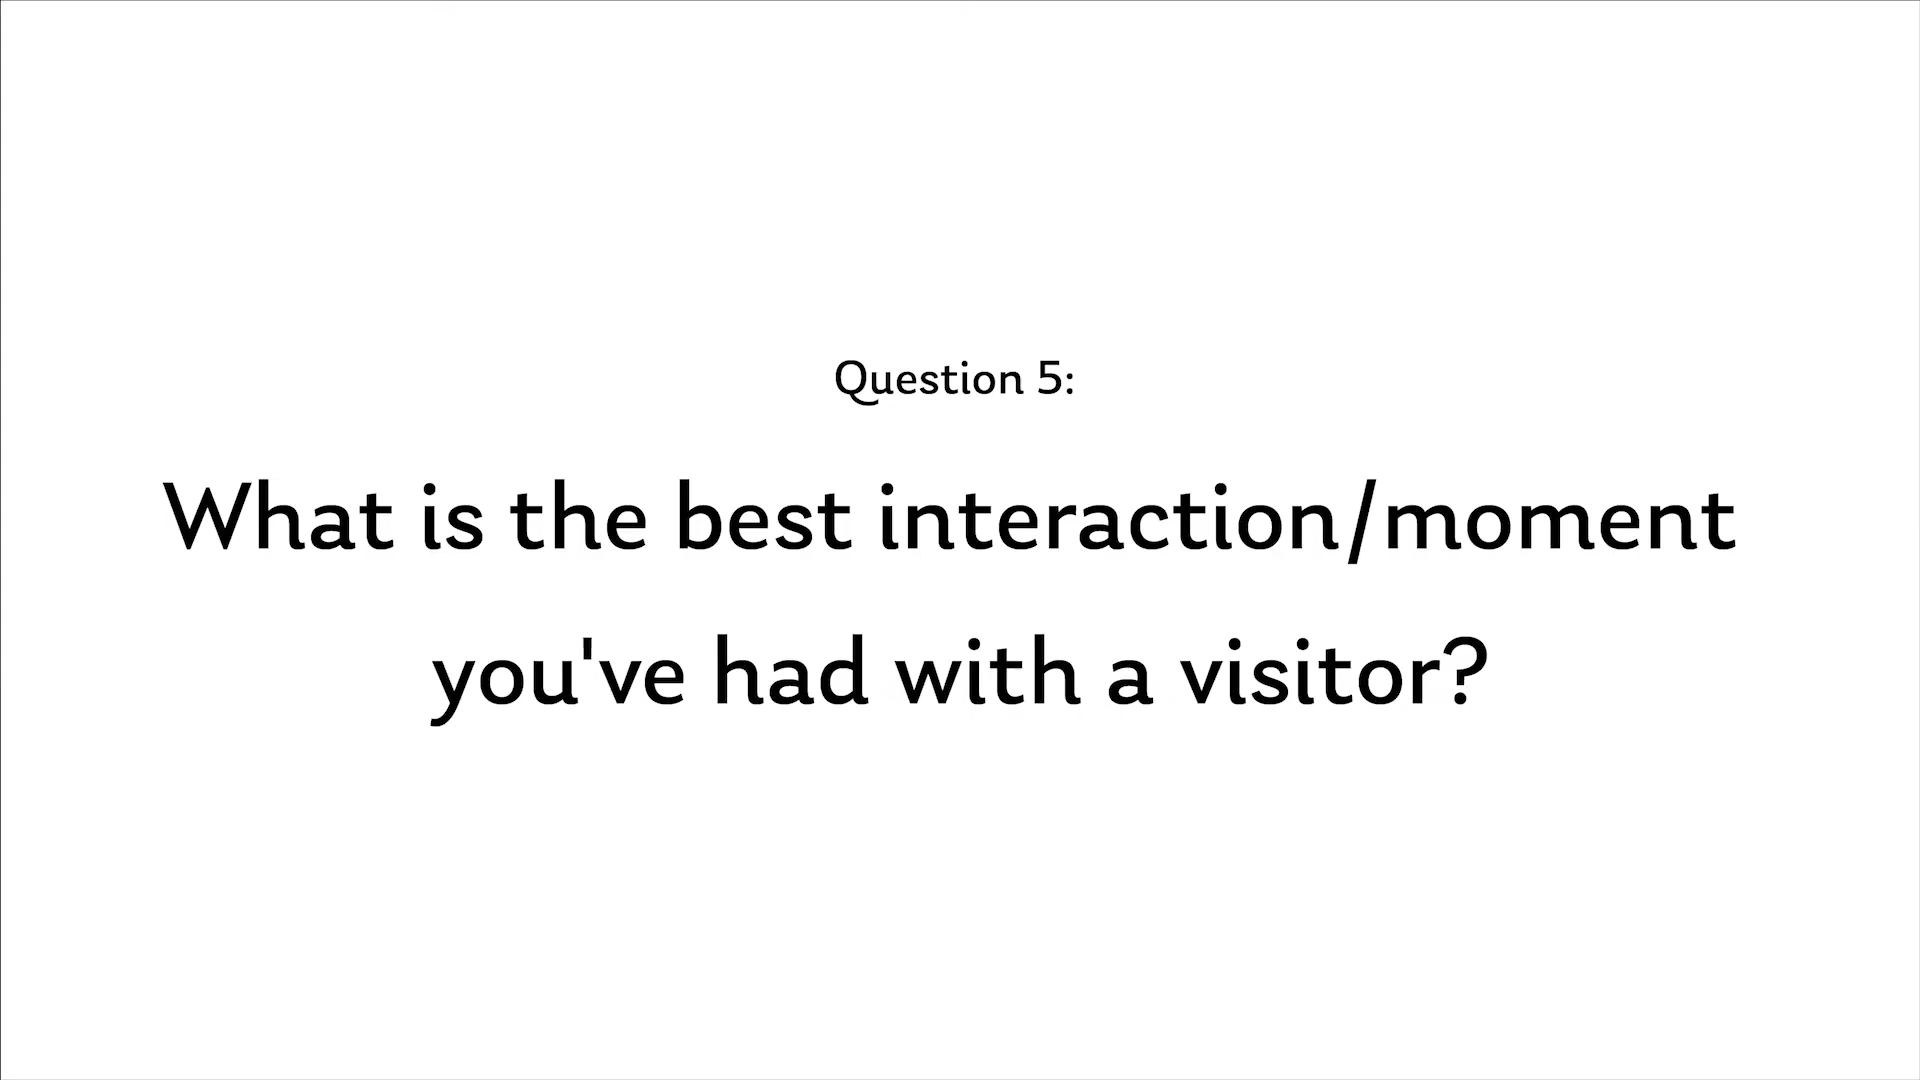 Question 5:
What is the best interaction/moment
you've had with a visitor?